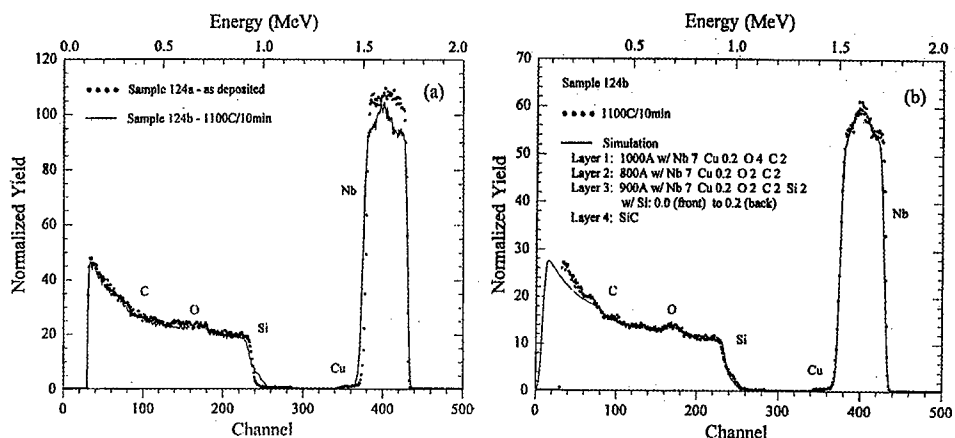 Energy (MeV)
0.0 0.5 1.0 1.5 2.0
120
100
80
60
40
20
0
Normalized Yield
Sample 124a - as deposited
Sample 124b - 1100C/10min
(a)
Nb
C
O
Si
Cu
0 100 200 300 400 500
Channel
Energy (MeV)
0.1 0.5 1.0 1.5 2.0
70
60
50
40
30
20
10
0
Normalized Yield
Sample 124b
(b)
1100C/10min
Simulation
Layer 1: 1000A w/ Nb 7 Cu 0.2 O 4 C 2
Layer 2: 800A w/ Nb 7 Cu 0.2 O 2 C 2
Layer 3: 900A w/ Nb 7 Cu 0.2 O 2 C 2 Si 2
w/ Si: 0.0 (front) to 0.2 (back)
Layer 4: SiC
Nb
C
O
Si
Cu
0 100 200 300 400 500
Channel